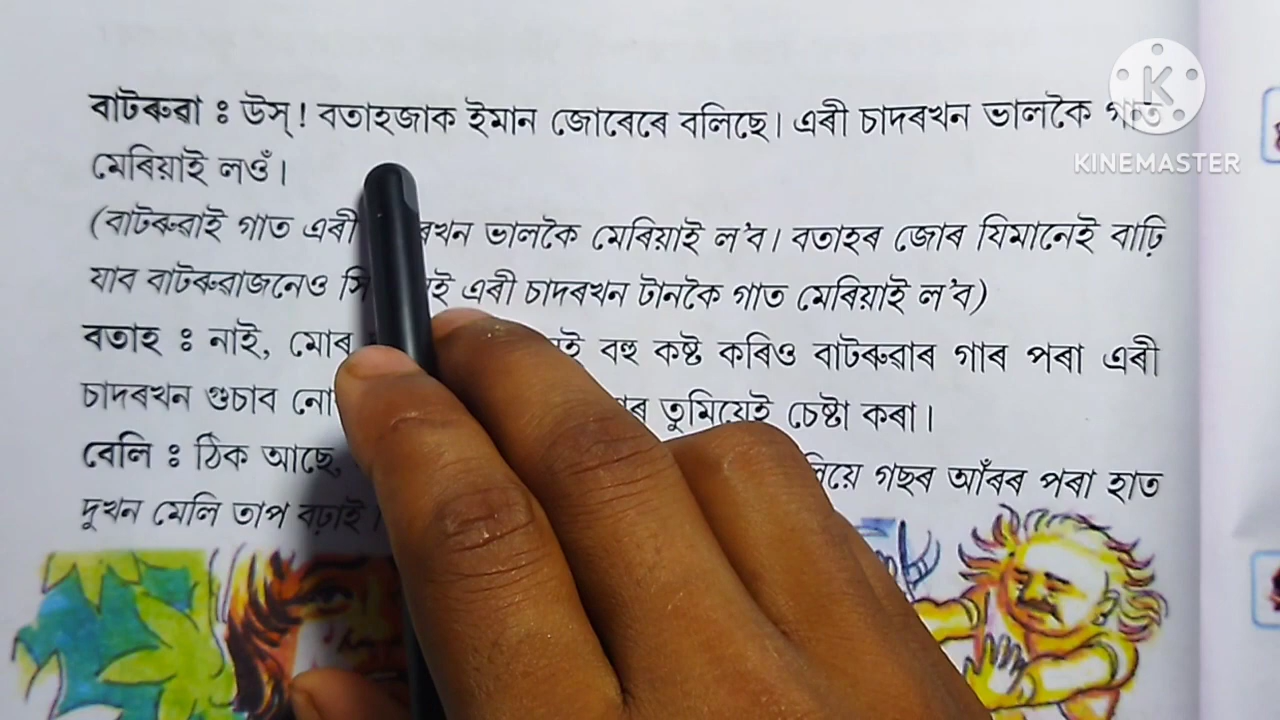 বাটৰুৱা ঃ উস্! বতাহজাক ইমান জোৰেৰে বলিছে। এৰী চাদৰখন ভালকৈ গাত
মেৰিয়াই লওঁ।
(বাটৰুৱাই গাত এৰী ভালকৈ মেৰিয়াই ল'ব। বতাহৰ জোৰ যিমানেই বাঢ়ি
যাব বাটৰুৱাজনেও এৰী চাদৰখন টানকৈ গাত মেৰিয়াই ল'ব)
বতাহ ঃ নাই, মোৰ বহু কষ্ট কৰিও বাটৰুৱাৰ গাৰ পৰা এৰী
চাদৰখন গুচাব তুমিয়েই চেষ্টা কৰা।
বেলি ঃ ঠিক আছে, গছৰ আঁৰৰ পৰা হাত
দুখন মেলি তাপ বঢ়াই।
K
KINEMASTER